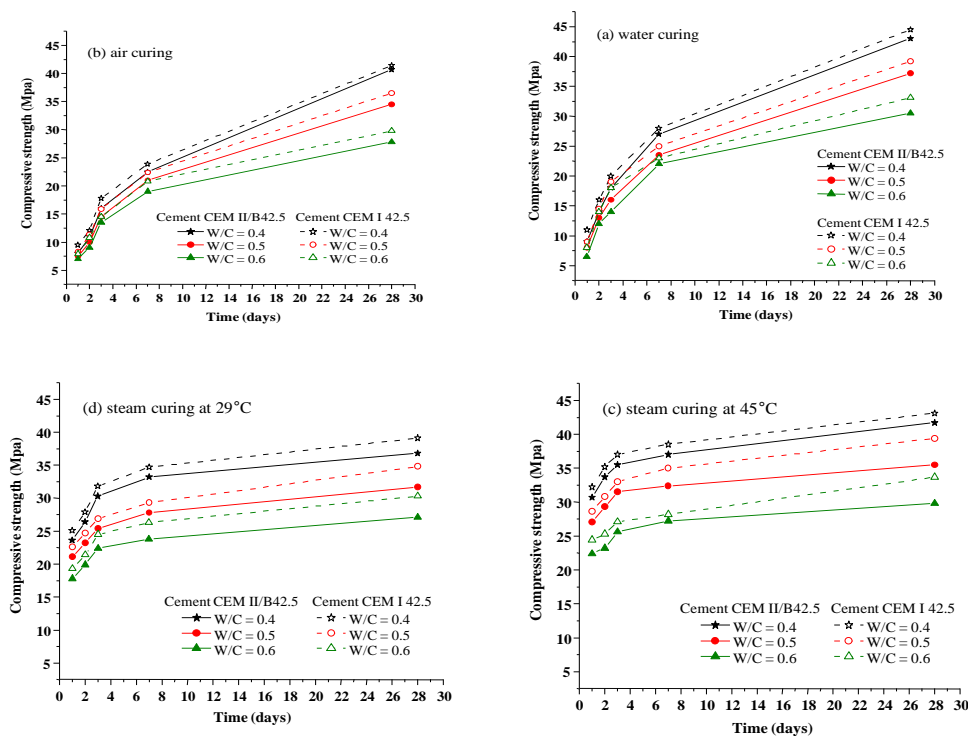 (b) air curing
Compressive strength (Mpa)
45
40
35
30
25
20
15
10
5
Cement CEM II/B42.5 Cement CEM I 42.5
W/C = 0.4 W/C = 0.4
W/C = 0.5 W/C = 0.5
W/C = 0.6 W/C = 0.6
0 2 4 6 8 10 12 14 16 18 20 22 24 26 28 30
Time (days)
(a) water curing
Compressive strength (Mpa)
45
40
35
30
25
20
15
10
5
Cement CEM II/B42.5
W/C = 0.4
W/C = 0.5
W/C = 0.6
Cement CEM I 42.5
W/C = 0.4
W/C = 0.5
W/C = 0.6
0 2 4 6 8 10 12 14 16 18 20 22 24 26 28 30
Time (days)
(d) steam curing at 29°C
Compressive strength (Mpa)
45
40
35
30
25
20
15
10
5
Cement CEM II/B42.5 Cement CEM I 42.5
W/C = 0.4 W/C = 0.4
W/C = 0.5 W/C = 0.5
W/C = 0.6 W/C = 0.6
0 2 4 6 8 10 12 14 16 18 20 22 24 26 28 30
Time (days)
(c) steam curing at 45°C
Compressive strength (Mpa)
45
40
35
30
25
20
15
10
5
Cement CEM II/B42.5 Cement CEM I 42.5
W/C = 0.4 W/C = 0.4
W/C = 0.5 W/C = 0.5
W/C = 0.6 W/C = 0.6
0 2 4 6 8 10 12 14 16 18 20 22 24 26 28 30
Time (days)